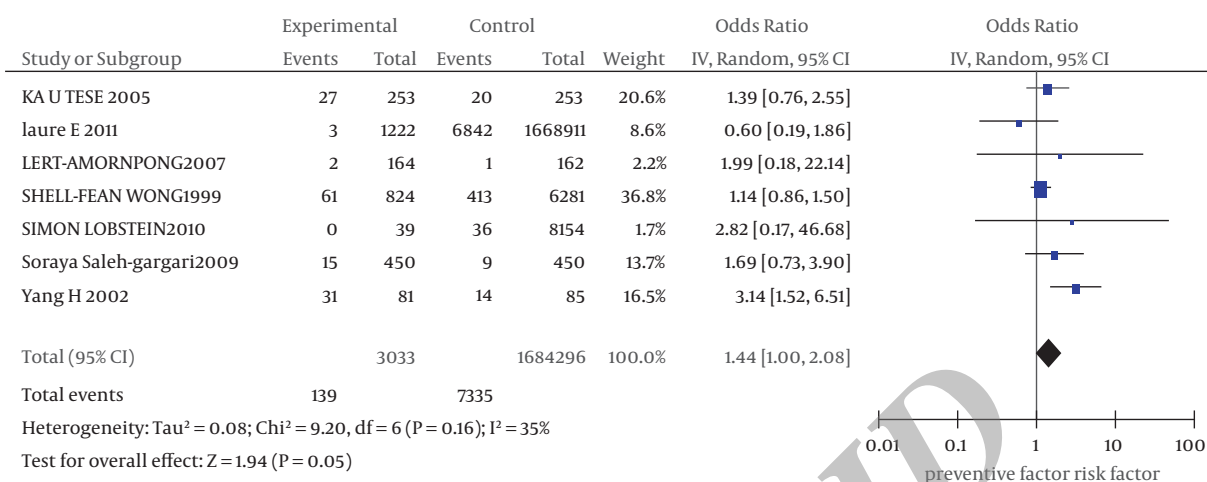 Experimental Control Odds Ratio Odds Ratio
Study or Subgroup Events Total Events Total Weight IV, Random, 95% CI IV, Random, 95% CI
KA U TESE 2005 27 253 20 253 20.6% 1.39 [0.76, 2.55]
laure E 2011 3 1222 6842 1668911 8.6% 0.60 [0.19, 1.86]
LERT-AMORNPONG2007 2 164 1 162 2.2% 1.99 [0.18, 22.14]
SHELL-FEAN WONG1999 61 824 413 6281 36.8% 1.14 [0.86, 1.50]
SIMON LOBSTEIN2010 0 39 36 8154 1.7% 2.82 [0.17, 46.68]
Soraya Saleh-gargari2009 15 450 9 450 13.7% 1.69 [0.73, 3.90]
Yang H 2002 31 81 14 85 16.5% 3.14 [1.52, 6.51]
Total (95% CI) 3033 1684296 100.0% 1.44 [1.00, 2.08]
Total events 139 7335
Heterogeneity: Tau² = 0.08; Chi² = 9.20, df = 6 (P = 0.16); I² = 35%
Test for overall effect: Z = 1.94 (P = 0.05)
0.01 0.1 1 10 100
preventive factor risk factor